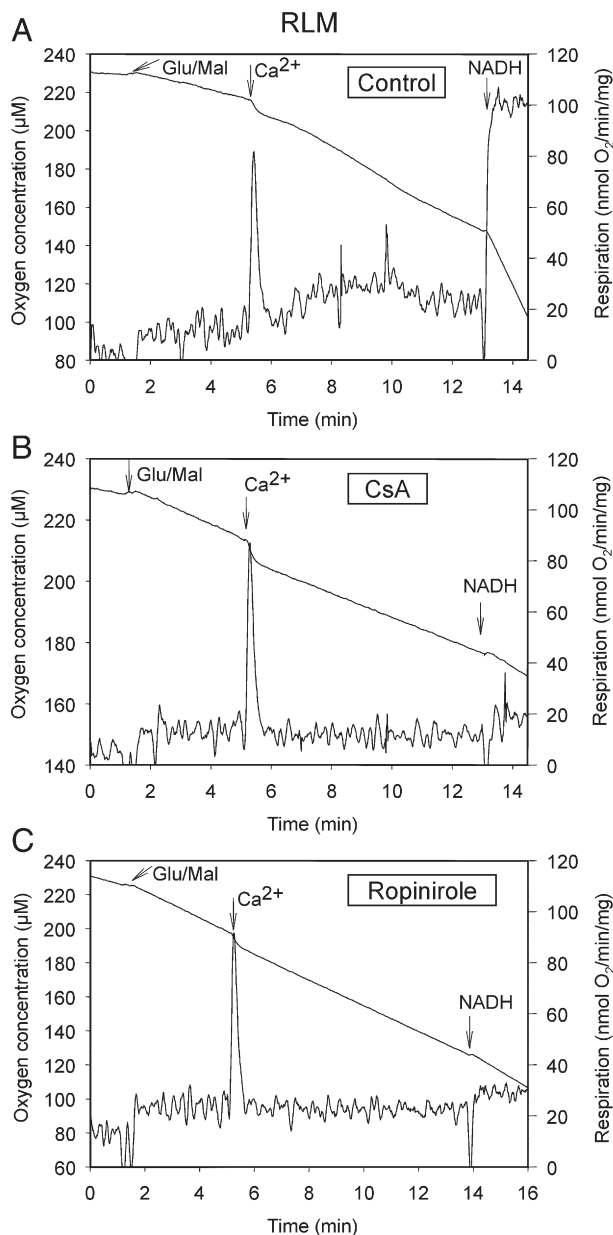 RLM
A
Glu/Mal
Ca2+
Control
NADH
240
220
200
180
160
140
120
100
80
Oxygen concentration (µM)
120
100
80
60
40
20
0
Respiration (nmol O2/min/mg)
0 2 4 6 8 10 12 14
Time (min)
B
Glu/Mal
Ca2+
CsA
NADH
240
220
200
180
160
140
Oxygen concentration (µM)
120
100
80
60
40
20
0
Respiration (nmol O2/min/mg)
0 2 4 6 8 10 12 14
Time (min)
C
Glu/Mal
Ca2+
Ropinirole
NADH
240
220
200
180
160
140
120
100
80
60
Oxygen concentration (µM)
120
100
80
60
40
20
0
Respiration (nmol O2/min/mg)
0 2 4 6 8 10 12 14 16
Time (min)